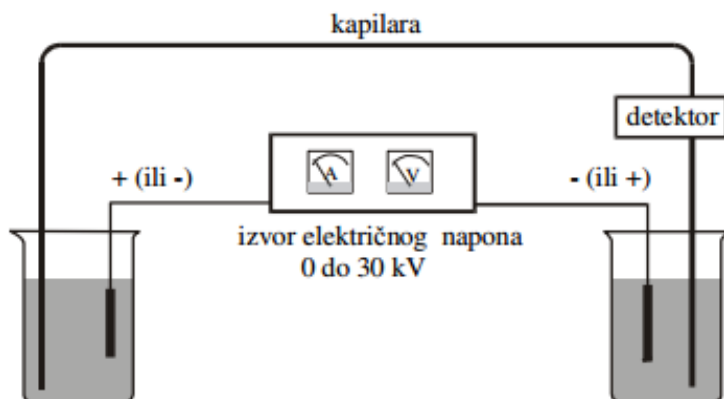 kapilara
detektor
A
V
+ (ili -)
- (ili +)
izvor električnog napona
0 do 30 kV